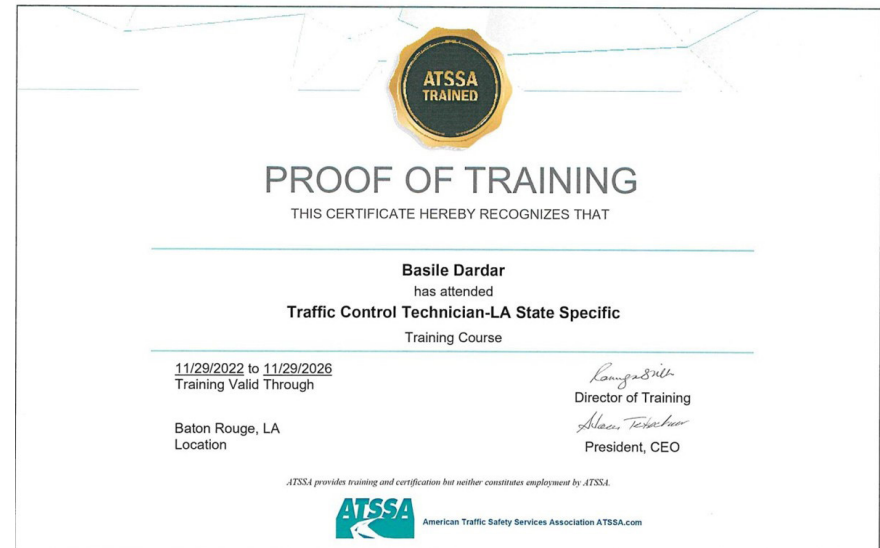 ATSSA
TRAINED
PROOF OF TRAINING
THIS CERTIFICATE HEREBY RECOGNIZES THAT
Basile Dardar
has attended
Traffic Control Technician-LA State Specific
Training Course
11/29/2022 to 11/29/2026
Training Valid Through
Director of Training
Baton Rouge, LA
Location
President, CEO
ATSSA provides training and certification but neither constitutes employment by ATSSA.
ATSSA
American Traffic Safety Services Association ATSSA.com